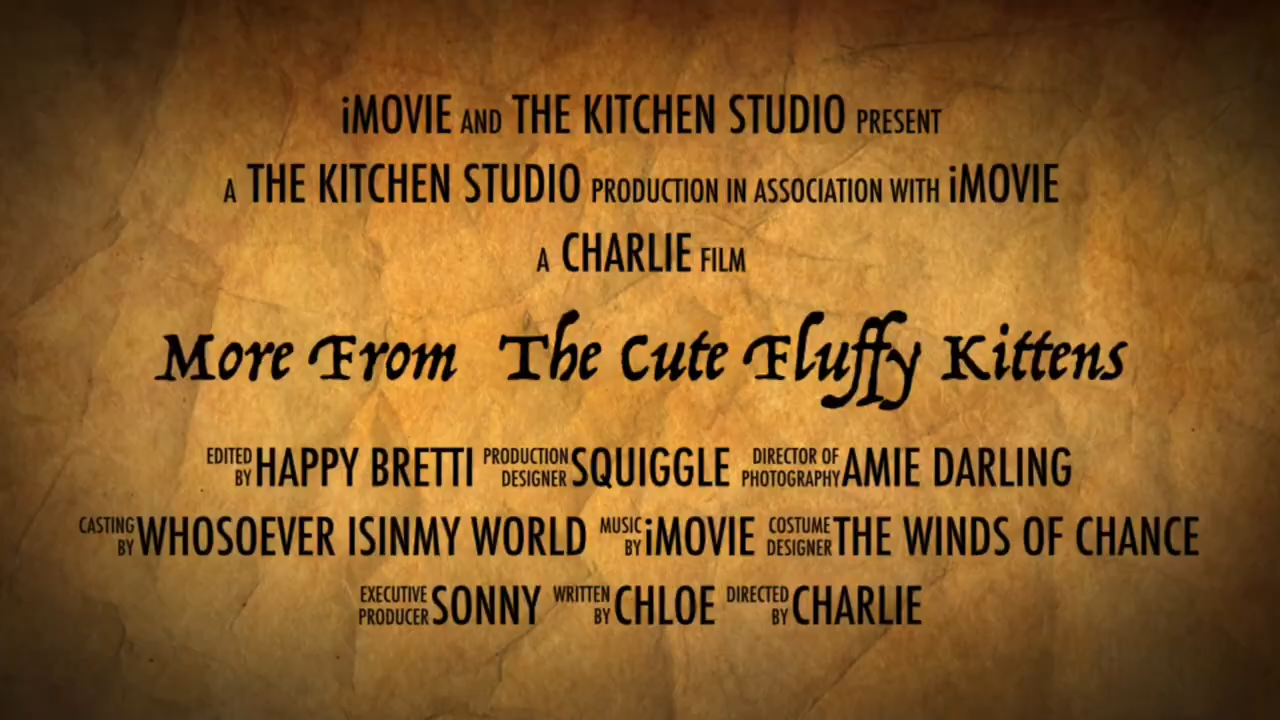 iMOVIE AND THE KITCHEN STUDIO PRESENT
A THE KITCHEN STUDIO PRODUCTION IN ASSOCIATION WITH iMOVIE
A CHARLIE FILM
More From The Cute Fluffy Kittens
EDITED BY HAPPY BRETTI PRODUCTION DESIGNER SQUIGGLE DIRECTOR OF PHOTOGRAPHY AMIE DARLING
CASTING BY WHOSOEVER ISINMY WORLD MUSIC BY iMOVIE COSTUME DESIGNER THE WINDS OF CHANCE
EXECUTIVE PRODUCER SONNY WRITTEN BY CHLOE DIRECTED BY CHARLIE